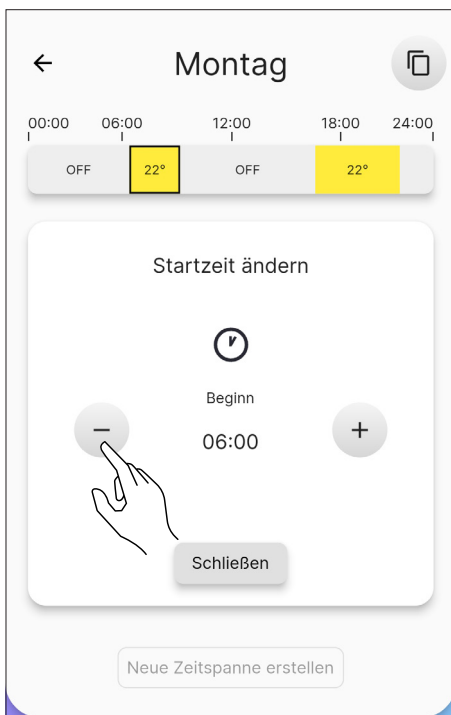 Montag
00:00 06:00 12:00 18:00 24:00
OFF 22° OFF 22°
Startzeit ändern
Beginn
− 06:00 +
Schließen
Neue Zeitspanne erstellen